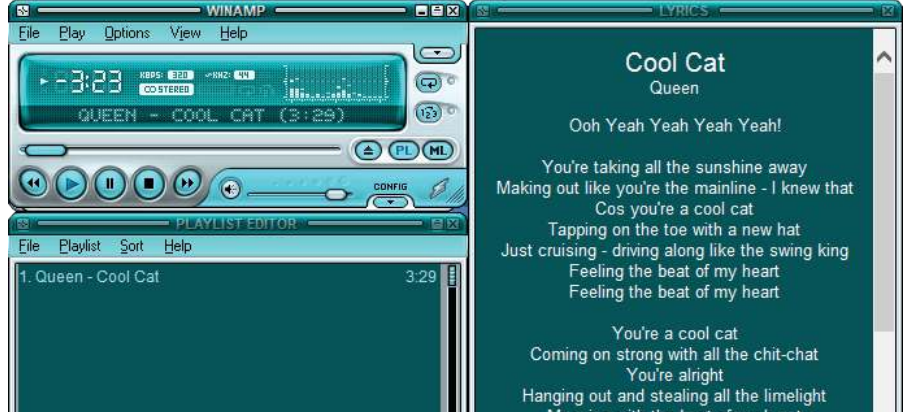 WINAMP
File Play Options View Help
-3:23 KBPS: 320 KHZ: 44
STEREO
QUEEN - COOL CAT (3:29)
PL ML
CONFIG
PLAYLIST EDITOR
File Playlist Sort Help
1. Queen - Cool Cat 3:29
LYRICS
Cool Cat
Queen
Ooh Yeah Yeah Yeah Yeah!
You're taking all the sunshine away
Making out like you're the mainline - I knew that
Cos you're a cool cat
Tapping on the toe with a new hat
Just cruising - driving along like the swing king
Feeling the beat of my heart
Feeling the beat of my heart
You're a cool cat
Coming on strong with all the chit-chat
You're alright
Hanging out and stealing all the limelight